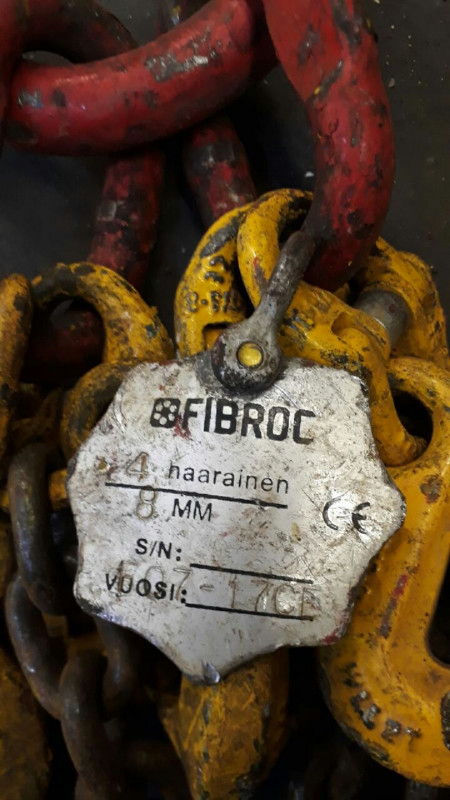 FIBROC
4 haarainen
8 MM
CE
S/N:
VUOSI: